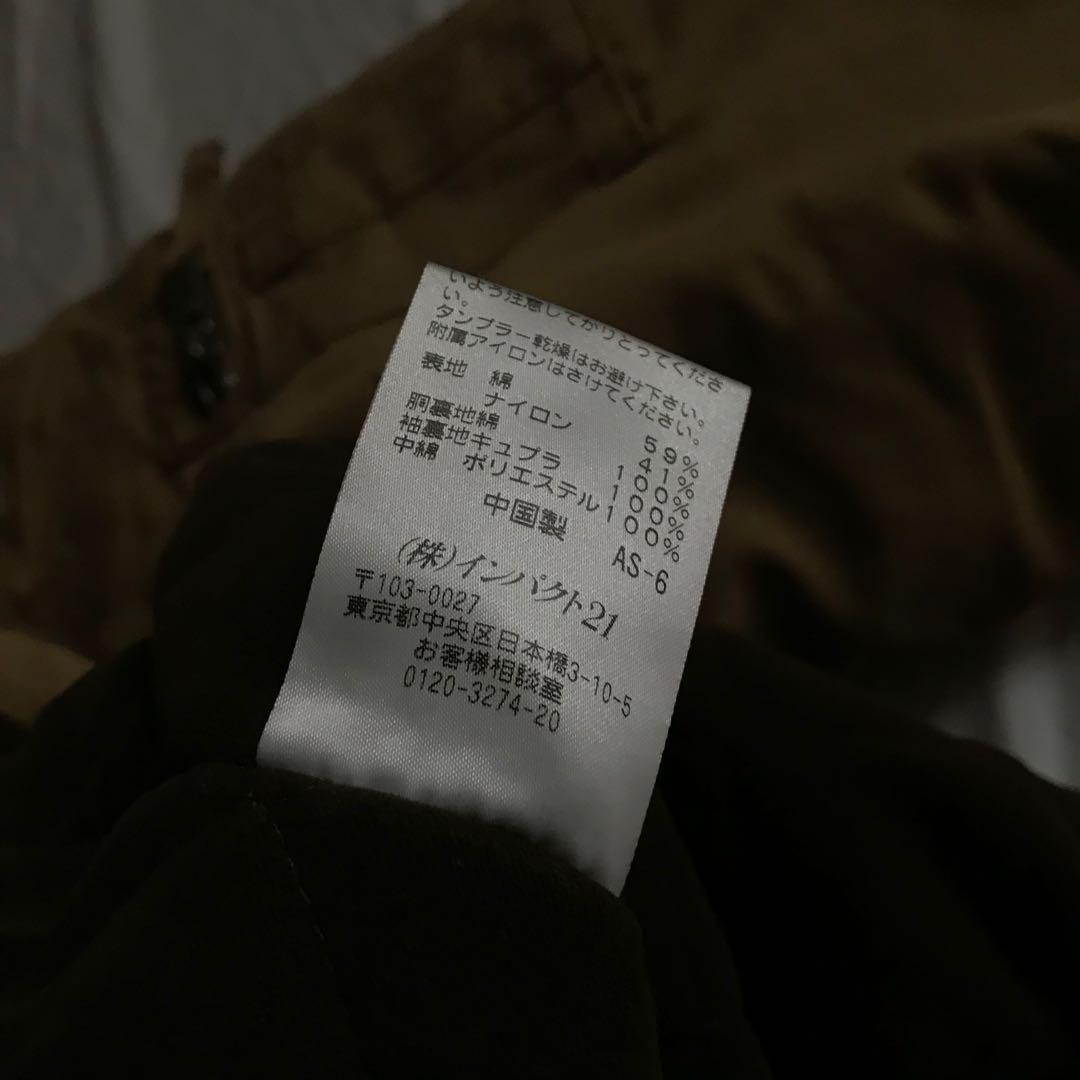 いよう注意してかりとってくださ
い。
タンブラー乾燥はお避け下さい。
附属アイロンはさけてください。
表地 綿 59%
ナイロン 41%
胴裏地綿 100%
袖裏地キュプラ 100%
中綿 ポリエステル 100%
中国製 AS-6
(株)インパクト21
〒103-0027
東京都中央区日本橋3-10-5
お客様相談室
0120-3274-20